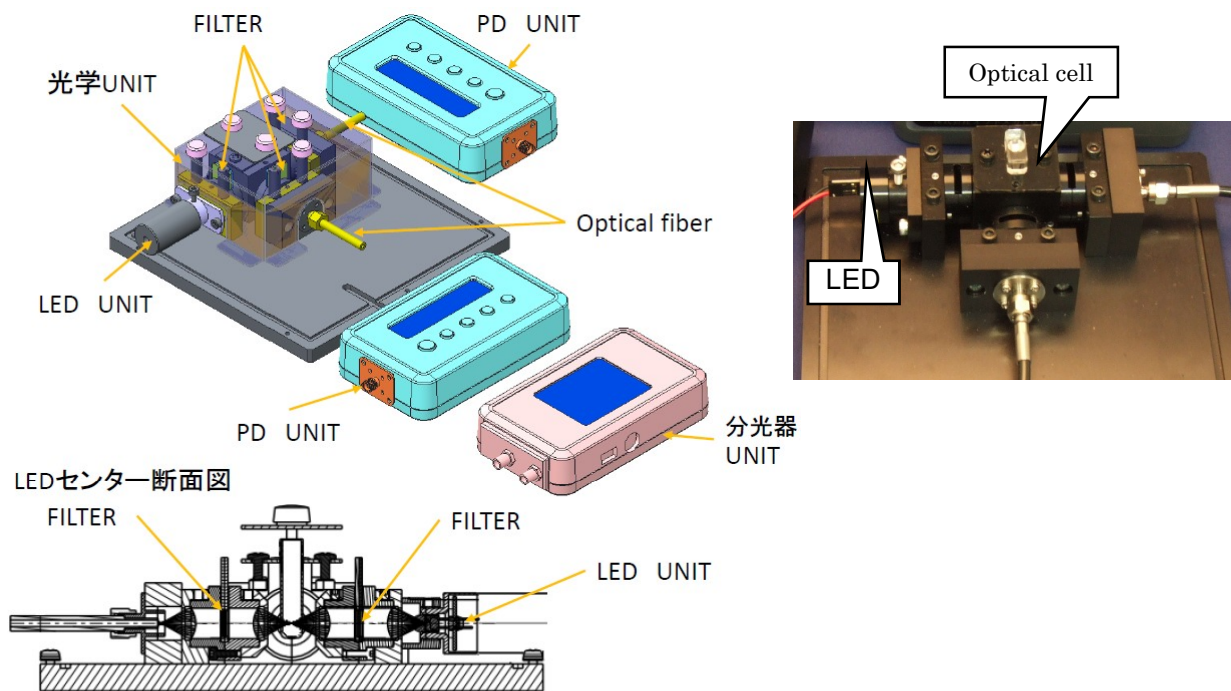 FILTER
PD UNIT
光学UNIT
Optical cell
Optical fiber
LED UNIT
LED
PD UNIT
分光器
UNIT
LEDセンター断面図
FILTER
FILTER
LED UNIT